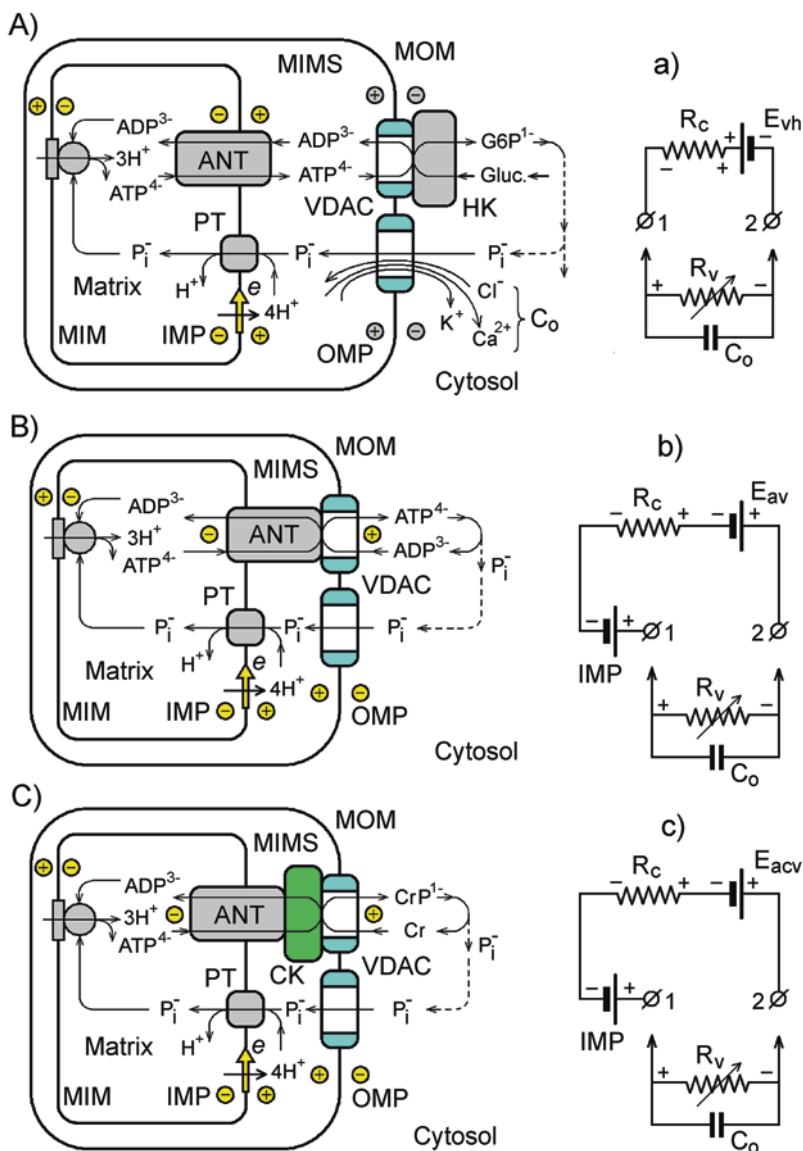 A)
MIMS
MOM
a)
ADP³⁻
3H⁺
ATP⁴⁻
ANT
ADP³⁻
ATP⁴⁻
VDAC
HK
G6P¹⁻
Gluc.
Rc
Evh
1
2
PT
Pi⁻
Pi⁻
Pi⁻
Matrix
H⁺
e
4H⁺
MIM
IMP
OMP
Cl⁻
K⁺
Ca²⁺
Co
Cytosol
Rv
Co
B)
MOM
MIMS
b)
ADP³⁻
3H⁺
ATP⁴⁻
ANT
ATP⁴⁻
ADP³⁻
VDAC
Pi⁻
Rc
Eav
PT
Pi⁻
Pi⁻
Pi⁻
IMP
1
2
Matrix
H⁺
e
4H⁺
MIM
IMP
OMP
Cytosol
Rv
Co
C)
MOM
MIMS
c)
ADP³⁻
3H⁺
ATP⁴⁻
ANT
CK
CrP¹⁻
Cr
VDAC
Pi⁻
Rc
Eacv
PT
Pi⁻
Pi⁻
Pi⁻
IMP
1
2
Matrix
H⁺
e
4H⁺
MIM
IMP
OMP
Cytosol
Rv
Co